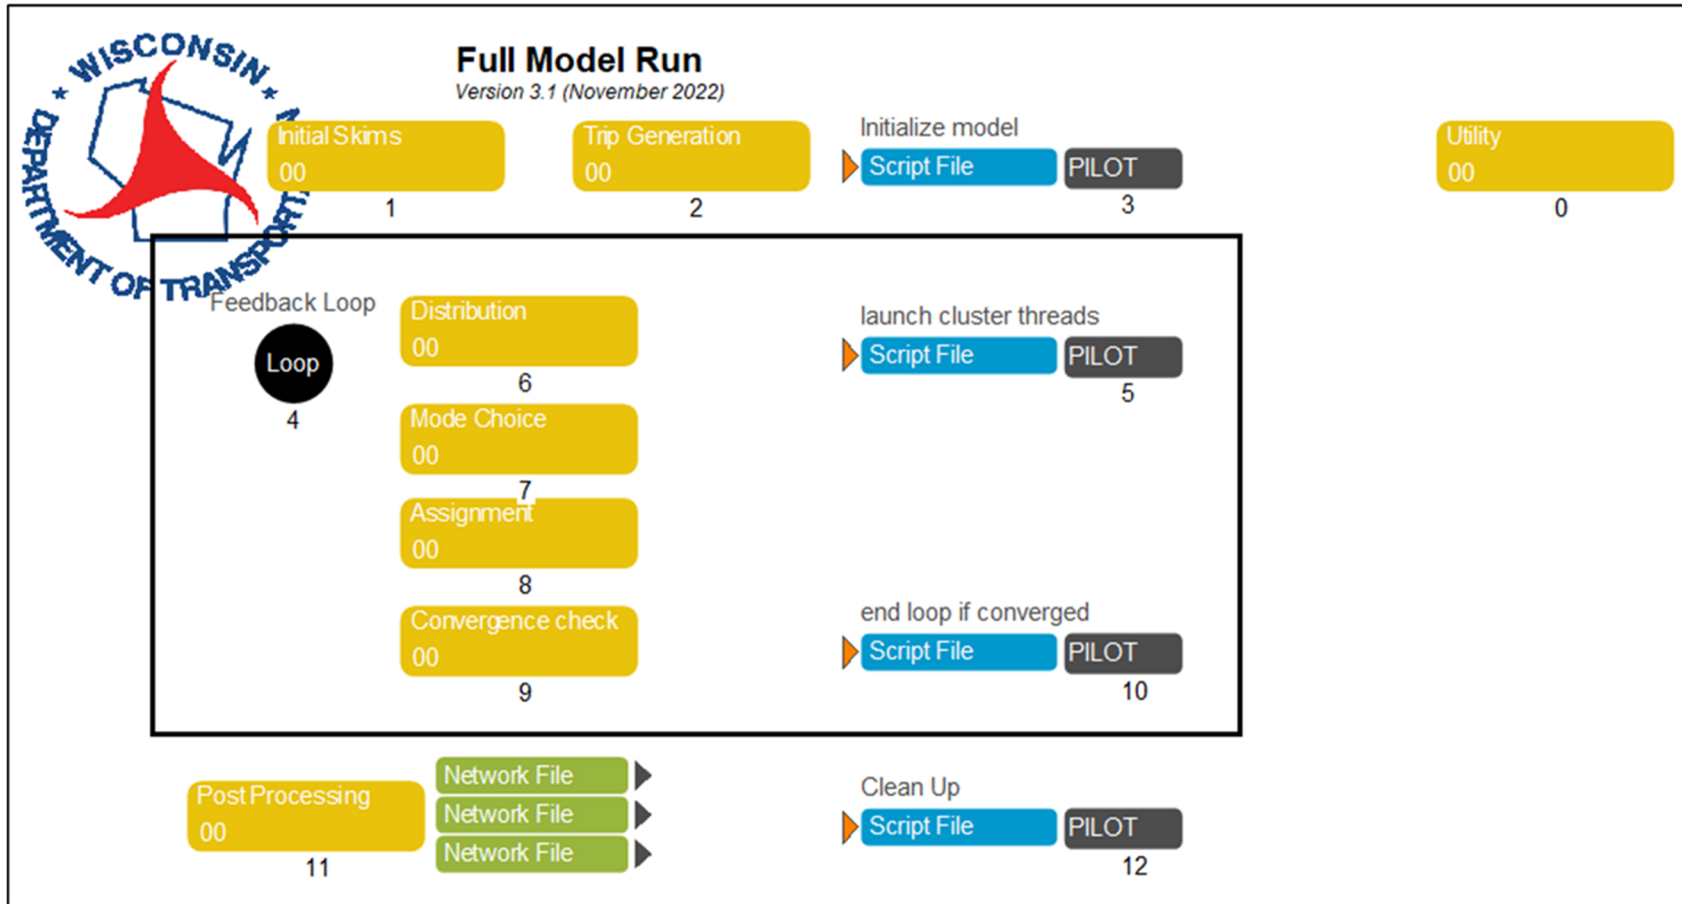 WISCONSIN
DEPARTMENT OF TRANSPORT
Full Model Run
Version 3.1 (November 2022)
Initial Skims
00
1
Trip Generation
00
2
Initialize model
Script File
PILOT
3
Utility
00
0
Feedback Loop
Loop
4
Distribution
00
6
launch cluster threads
Script File
PILOT
5
Mode Choice
00
7
Assignment
00
8
Convergence check
00
9
end loop if converged
Script File
PILOT
10
Post Processing
00
11
Network File
Network File
Network File
Clean Up
Script File
PILOT
12